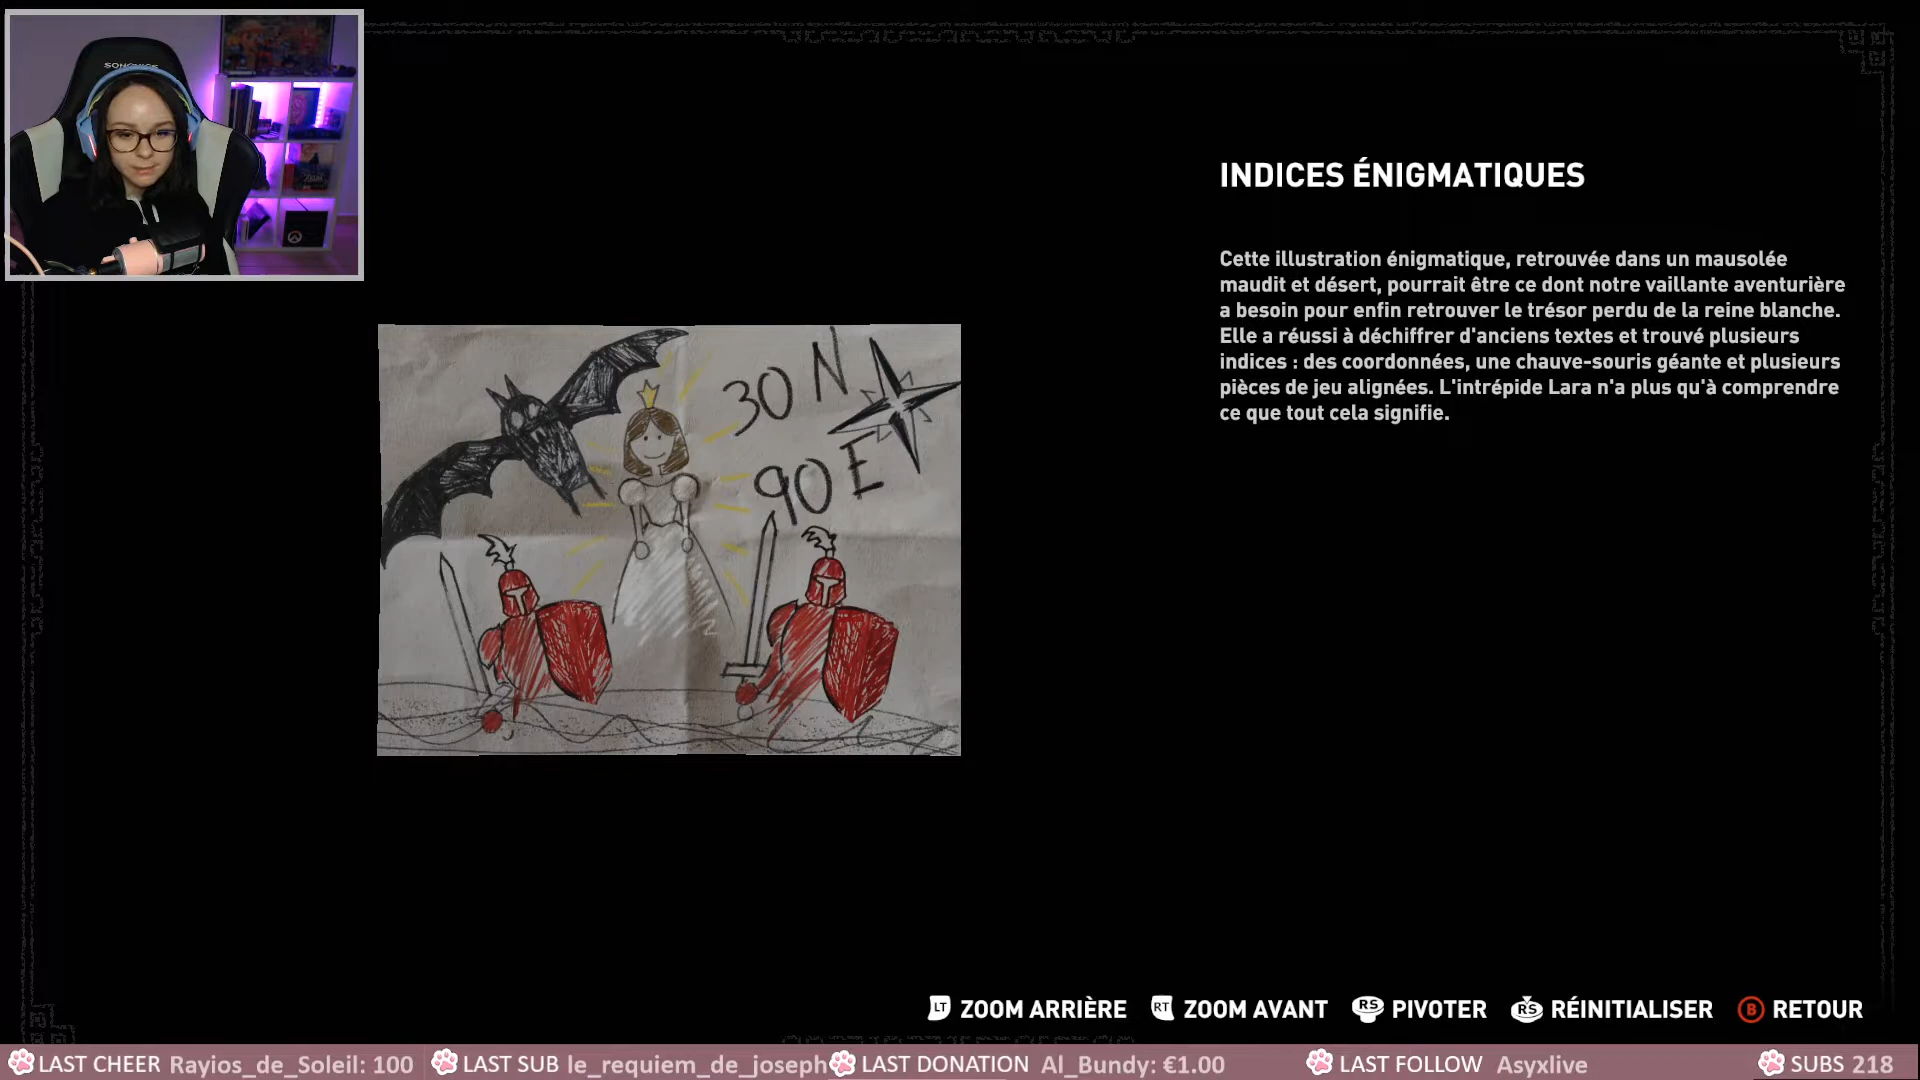 INDICES ÉNIGMATIQUES
Cette illustration énigmatique, retrouvée dans un mausolée
maudit et désert, pourrait être ce dont notre vaillante aventurière
a besoin pour enfin retrouver le trésor perdu de la reine blanche.
Elle a réussi à déchiffrer d'anciens textes et trouvé plusieurs
indices : des coordonnées, une chauve-souris géante et plusieurs
pièces de jeu alignées. L'intrépide Lara n'a plus qu'à comprendre
ce que tout cela signifie.
30 N
90 E
LT ZOOM ARRIÈRE RT ZOOM AVANT RS PIVOTER RS RÉINITIALISER B RETOUR
LAST CHEER Rayios_de_Soleil: 100 LAST SUB le_requiem_de_joseph LAST DONATION Al_Bundy: €1.00 LAST FOLLOW Asyxlive SUBS 218